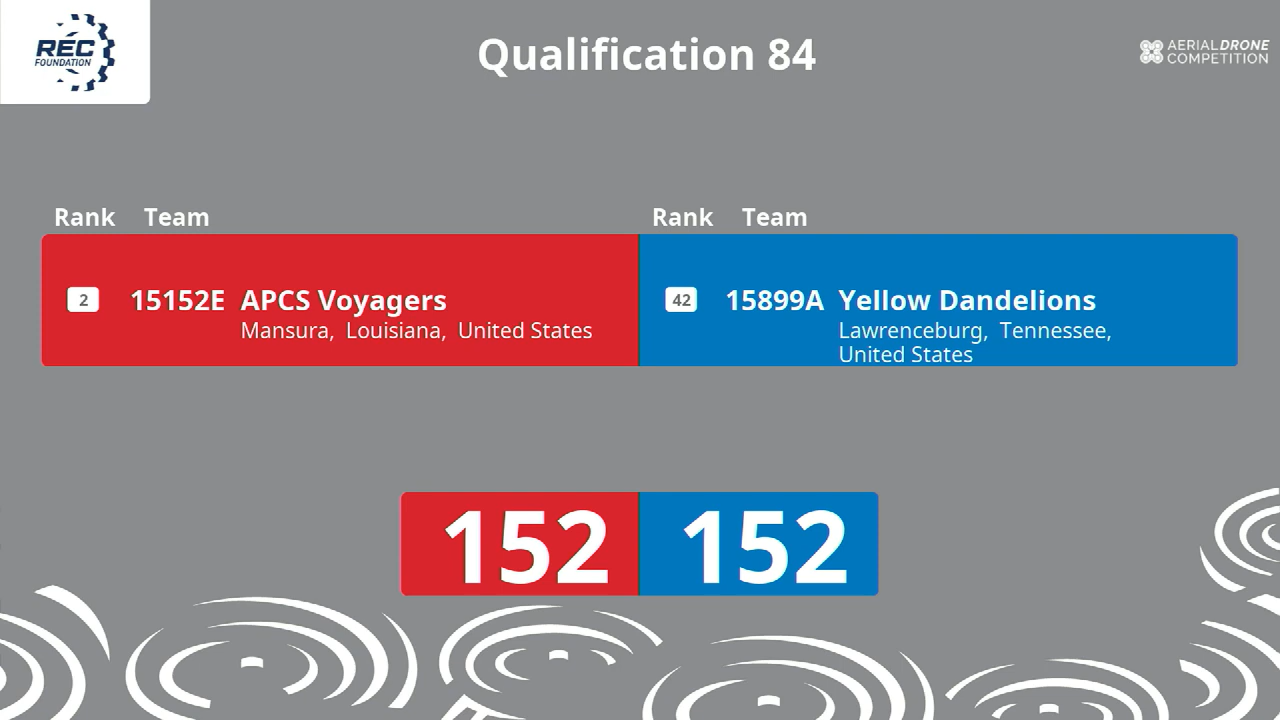 REC
FOUNDATION
Qualification 84
AERIALDRONE
COMPETITION
Rank Team
Rank Team
2 15152E APCS Voyagers
Mansura, Louisiana, United States
42 15899A Yellow Dandelions
Lawrenceburg, Tennessee,
United States
152 152